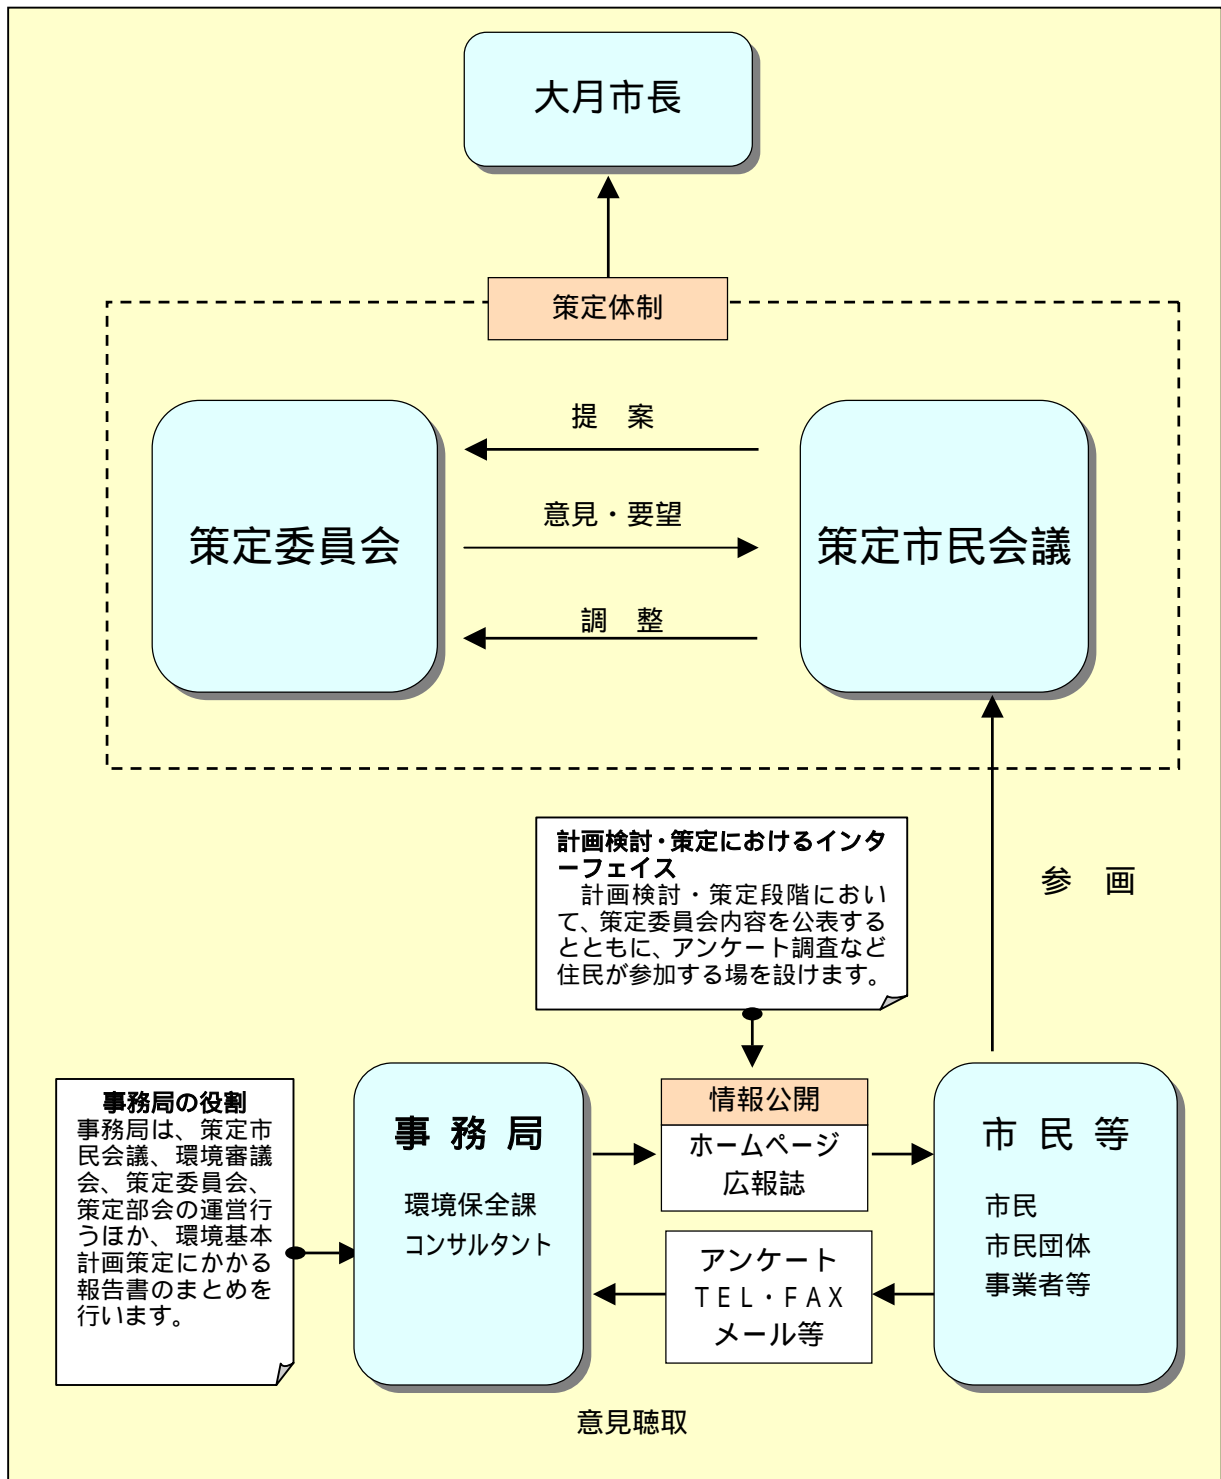 大月市長
策定体制
提　案
意見・要望
調　整
策定委員会
策定市民会議
計画検討・策定におけるインタ
ーフェイス
　計画検討・策定段階におい
て、策定委員会内容を公表する
とともに、アンケート調査など
住民が参加する場を設けます。
参　画
事務局の役割
事務局は、策定市
民会議、環境審議
会、策定委員会、
策定部会の運営行
うほか、環境基本
計画策定にかかる
報告書のまとめを
行います。
事 務 局
環境保全課
コンサルタント
情報公開
ホームページ
広報誌
アンケート
ＴＥＬ・ＦＡＸ
メール等
市 民 等
市民
市民団体
事業者等
意見聴取